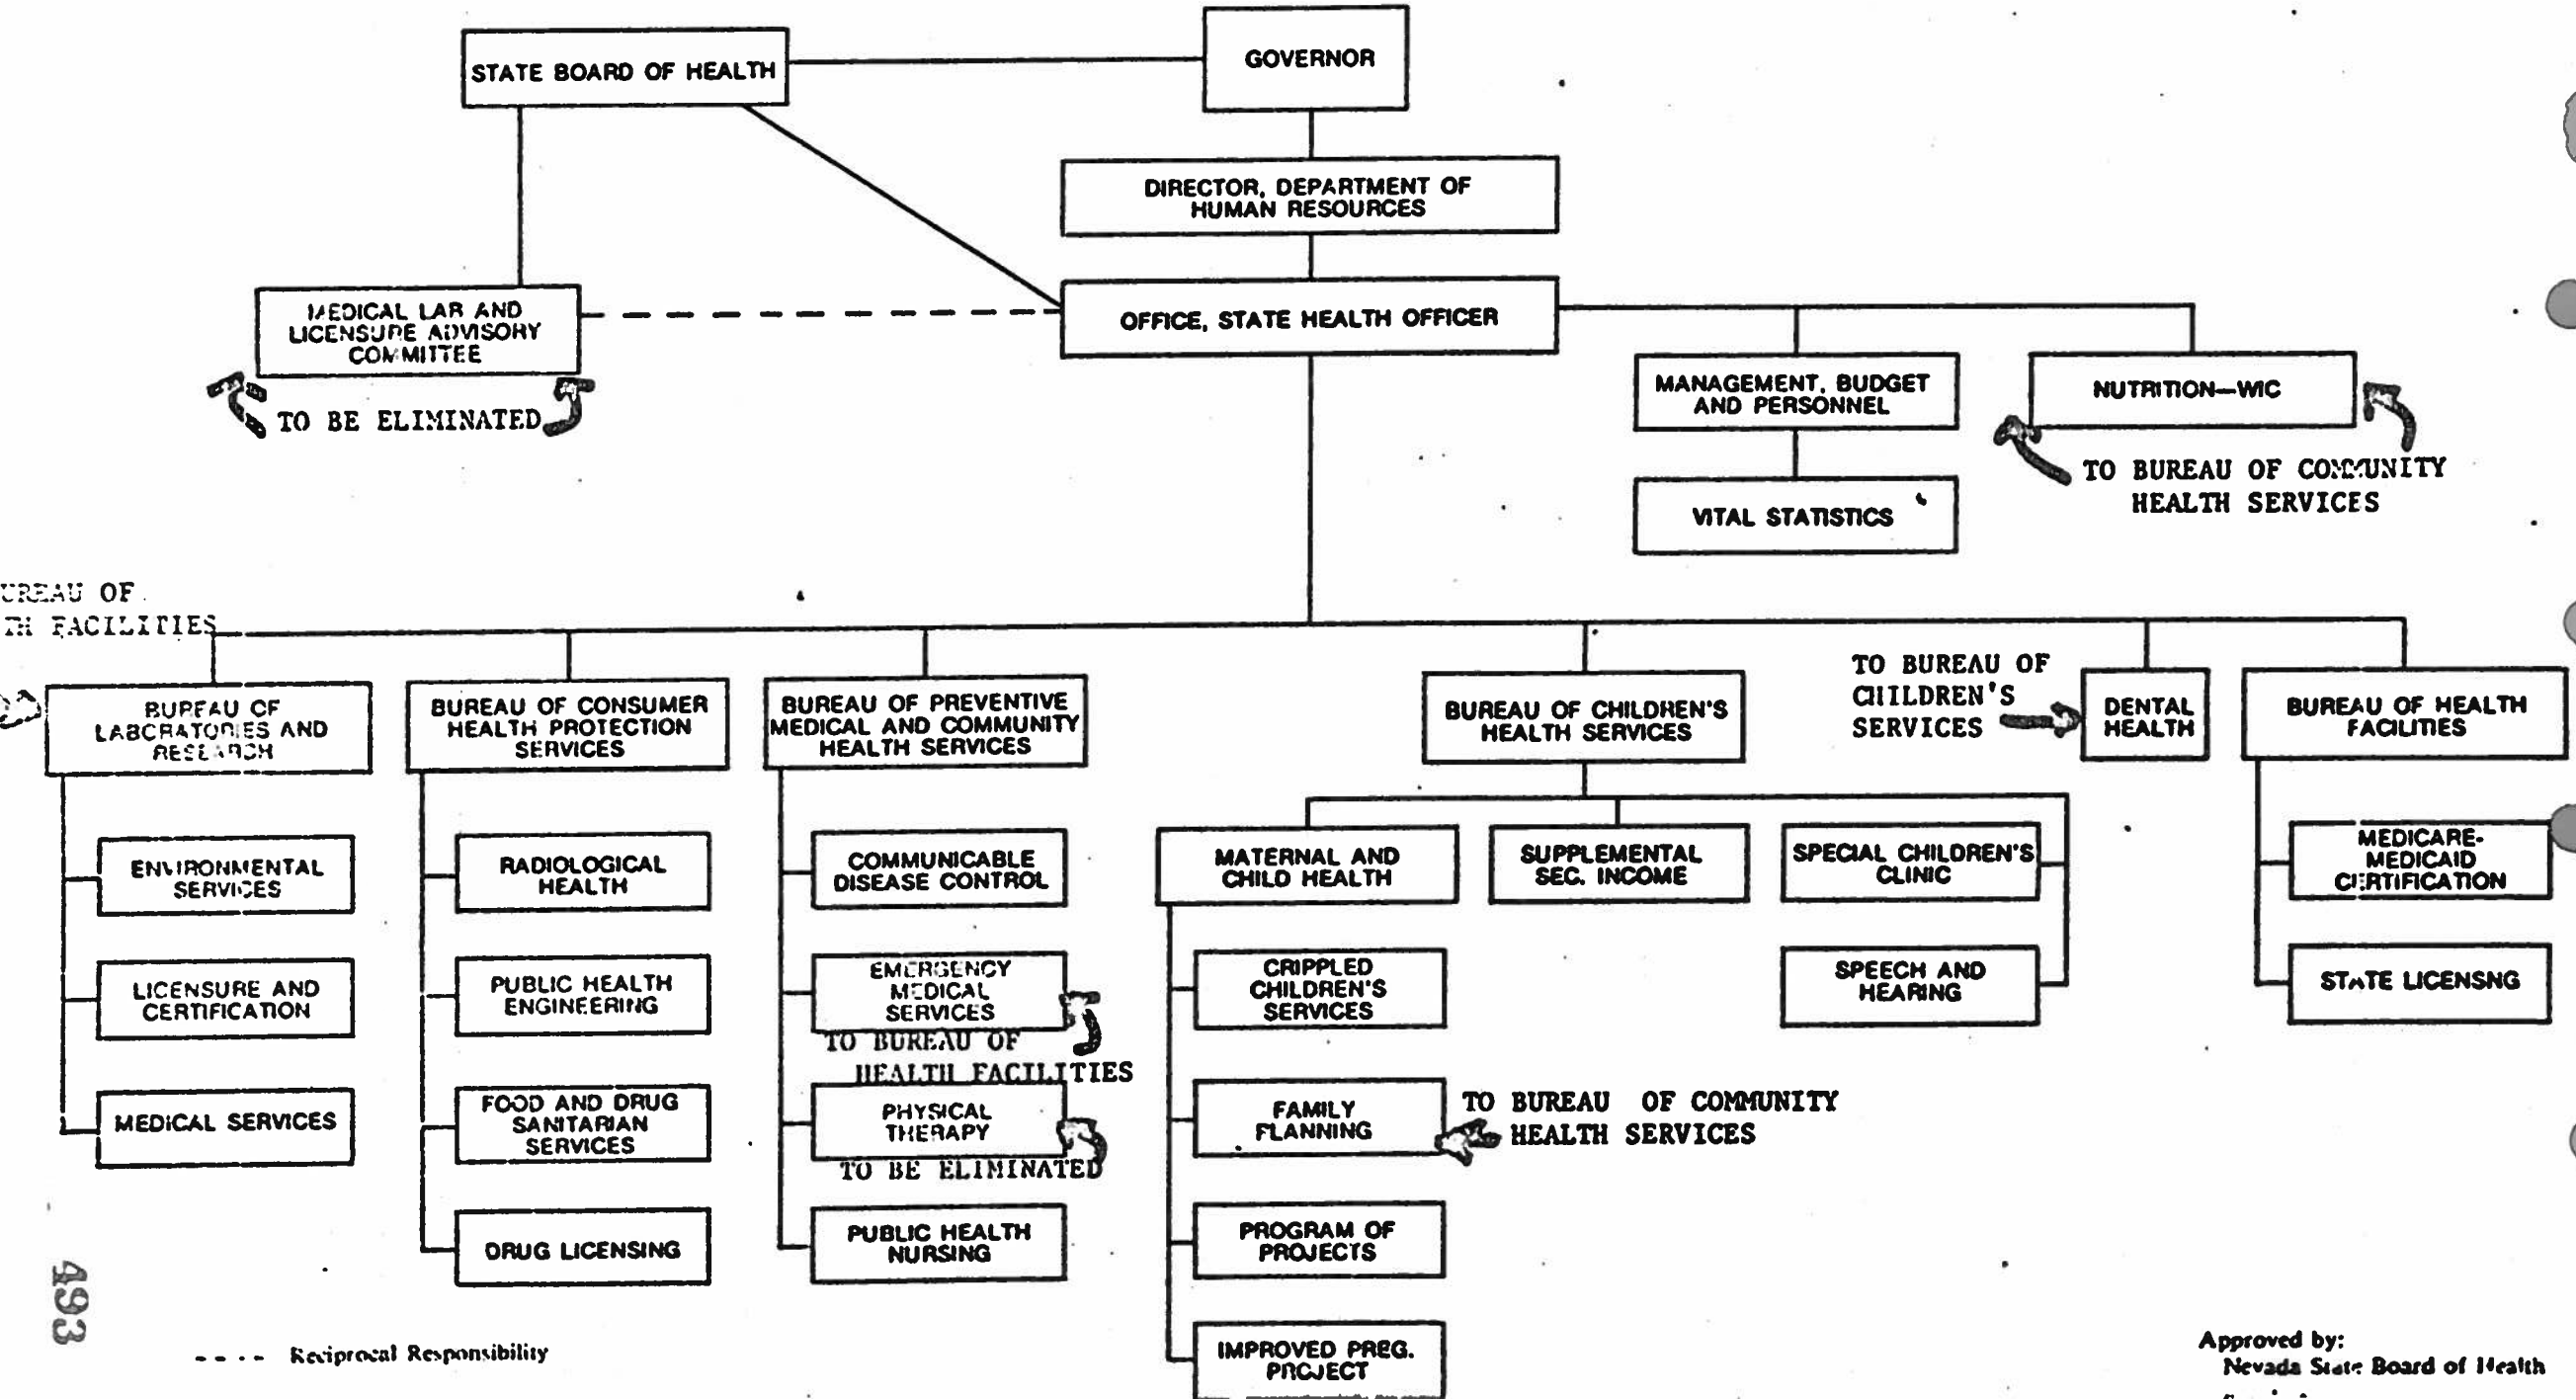 STATE BOARD OF HEALTH
GOVERNOR
DIRECTOR, DEPARTMENT OF
HUMAN RESOURCES
MEDICAL LAB AND
LICENSURE ADVISORY
COMMITTEE
OFFICE, STATE HEALTH OFFICER
TO BE ELIMINATED
MANAGEMENT, BUDGET
AND PERSONNEL
NUTRITION—WIC
TO BUREAU OF COMMUNITY
HEALTH SERVICES
VITAL STATISTICS
UREAU OF
TH FACILITIES
BUREAU OF
LABORATORIES AND
RESEARCH
BUREAU OF CONSUMER
HEALTH PROTECTION
SERVICES
BUREAU OF PREVENTIVE
MEDICAL AND COMMUNITY
HEALTH SERVICES
BUREAU OF CHILDREN'S
HEALTH SERVICES
TO BUREAU OF
CHILDREN'S
SERVICES
DENTAL
HEALTH
BUREAU OF HEALTH
FACILITIES
ENVIRONMENTAL
SERVICES
LICENSURE AND
CERTIFICATION
MEDICAL SERVICES
RADIOLOGICAL
HEALTH
PUBLIC HEALTH
ENGINEERING
FOOD AND DRUG
SANITARIAN
SERVICES
DRUG LICENSING
COMMUNICABLE
DISEASE CONTROL
EMERGENCY
MEDICAL
SERVICES
TO BUREAU OF
HEALTH FACILITIES
PHYSICAL
THERAPY
TO BE ELIMINATED
PUBLIC HEALTH
NURSING
MATERNAL AND
CHILD HEALTH
SUPPLEMENTAL
SEC. INCOME
SPECIAL CHILDREN'S
CLINIC
SPEECH AND
HEARING
CRIPPLED
CHILDREN'S
SERVICES
FAMILY
PLANNING
TO BUREAU OF COMMUNITY
HEALTH SERVICES
PROGRAM OF
PROJECTS
IMPROVED PREG.
PROJECT
MEDICARE-
MEDICAID
CERTIFICATION
STATE LICENSNG
493
---- Reciprocal Responsibility
Approved by:
Nevada State Board of Health